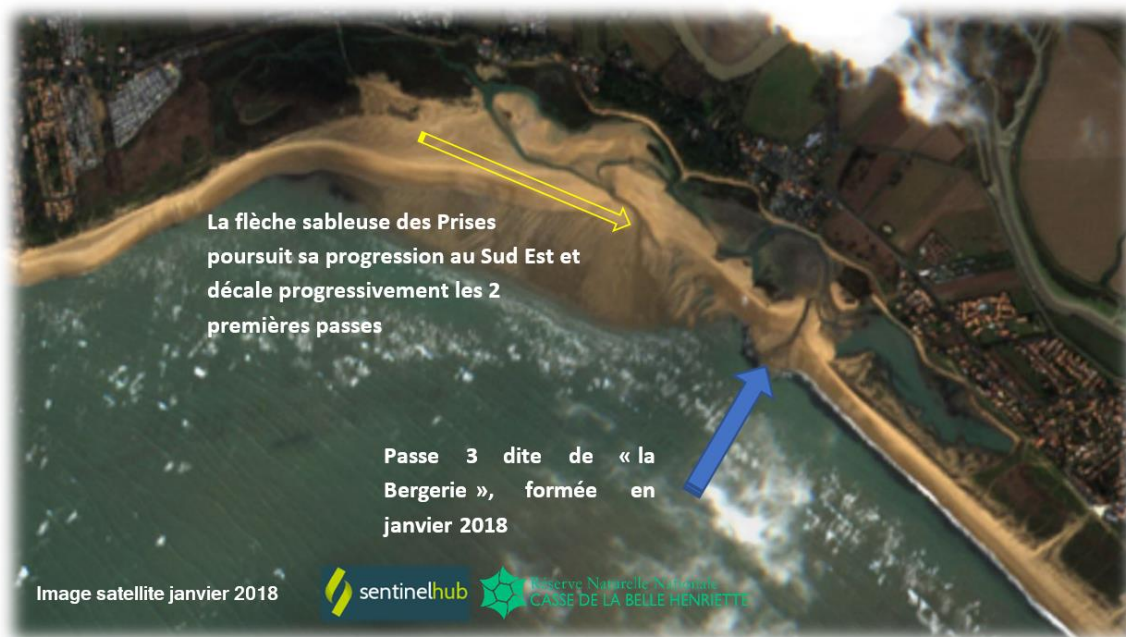 La flèche sableuse des Prises
poursuit sa progression au Sud Est et
décale progressivement les 2
premières passes
Passe 3 dite de « la
Bergerie », formée en
janvier 2018
Image satellite janvier 2018
sentinelhub
Réserve Naturelle Nationale
CASSE DE LA BELLE HENRIETTE